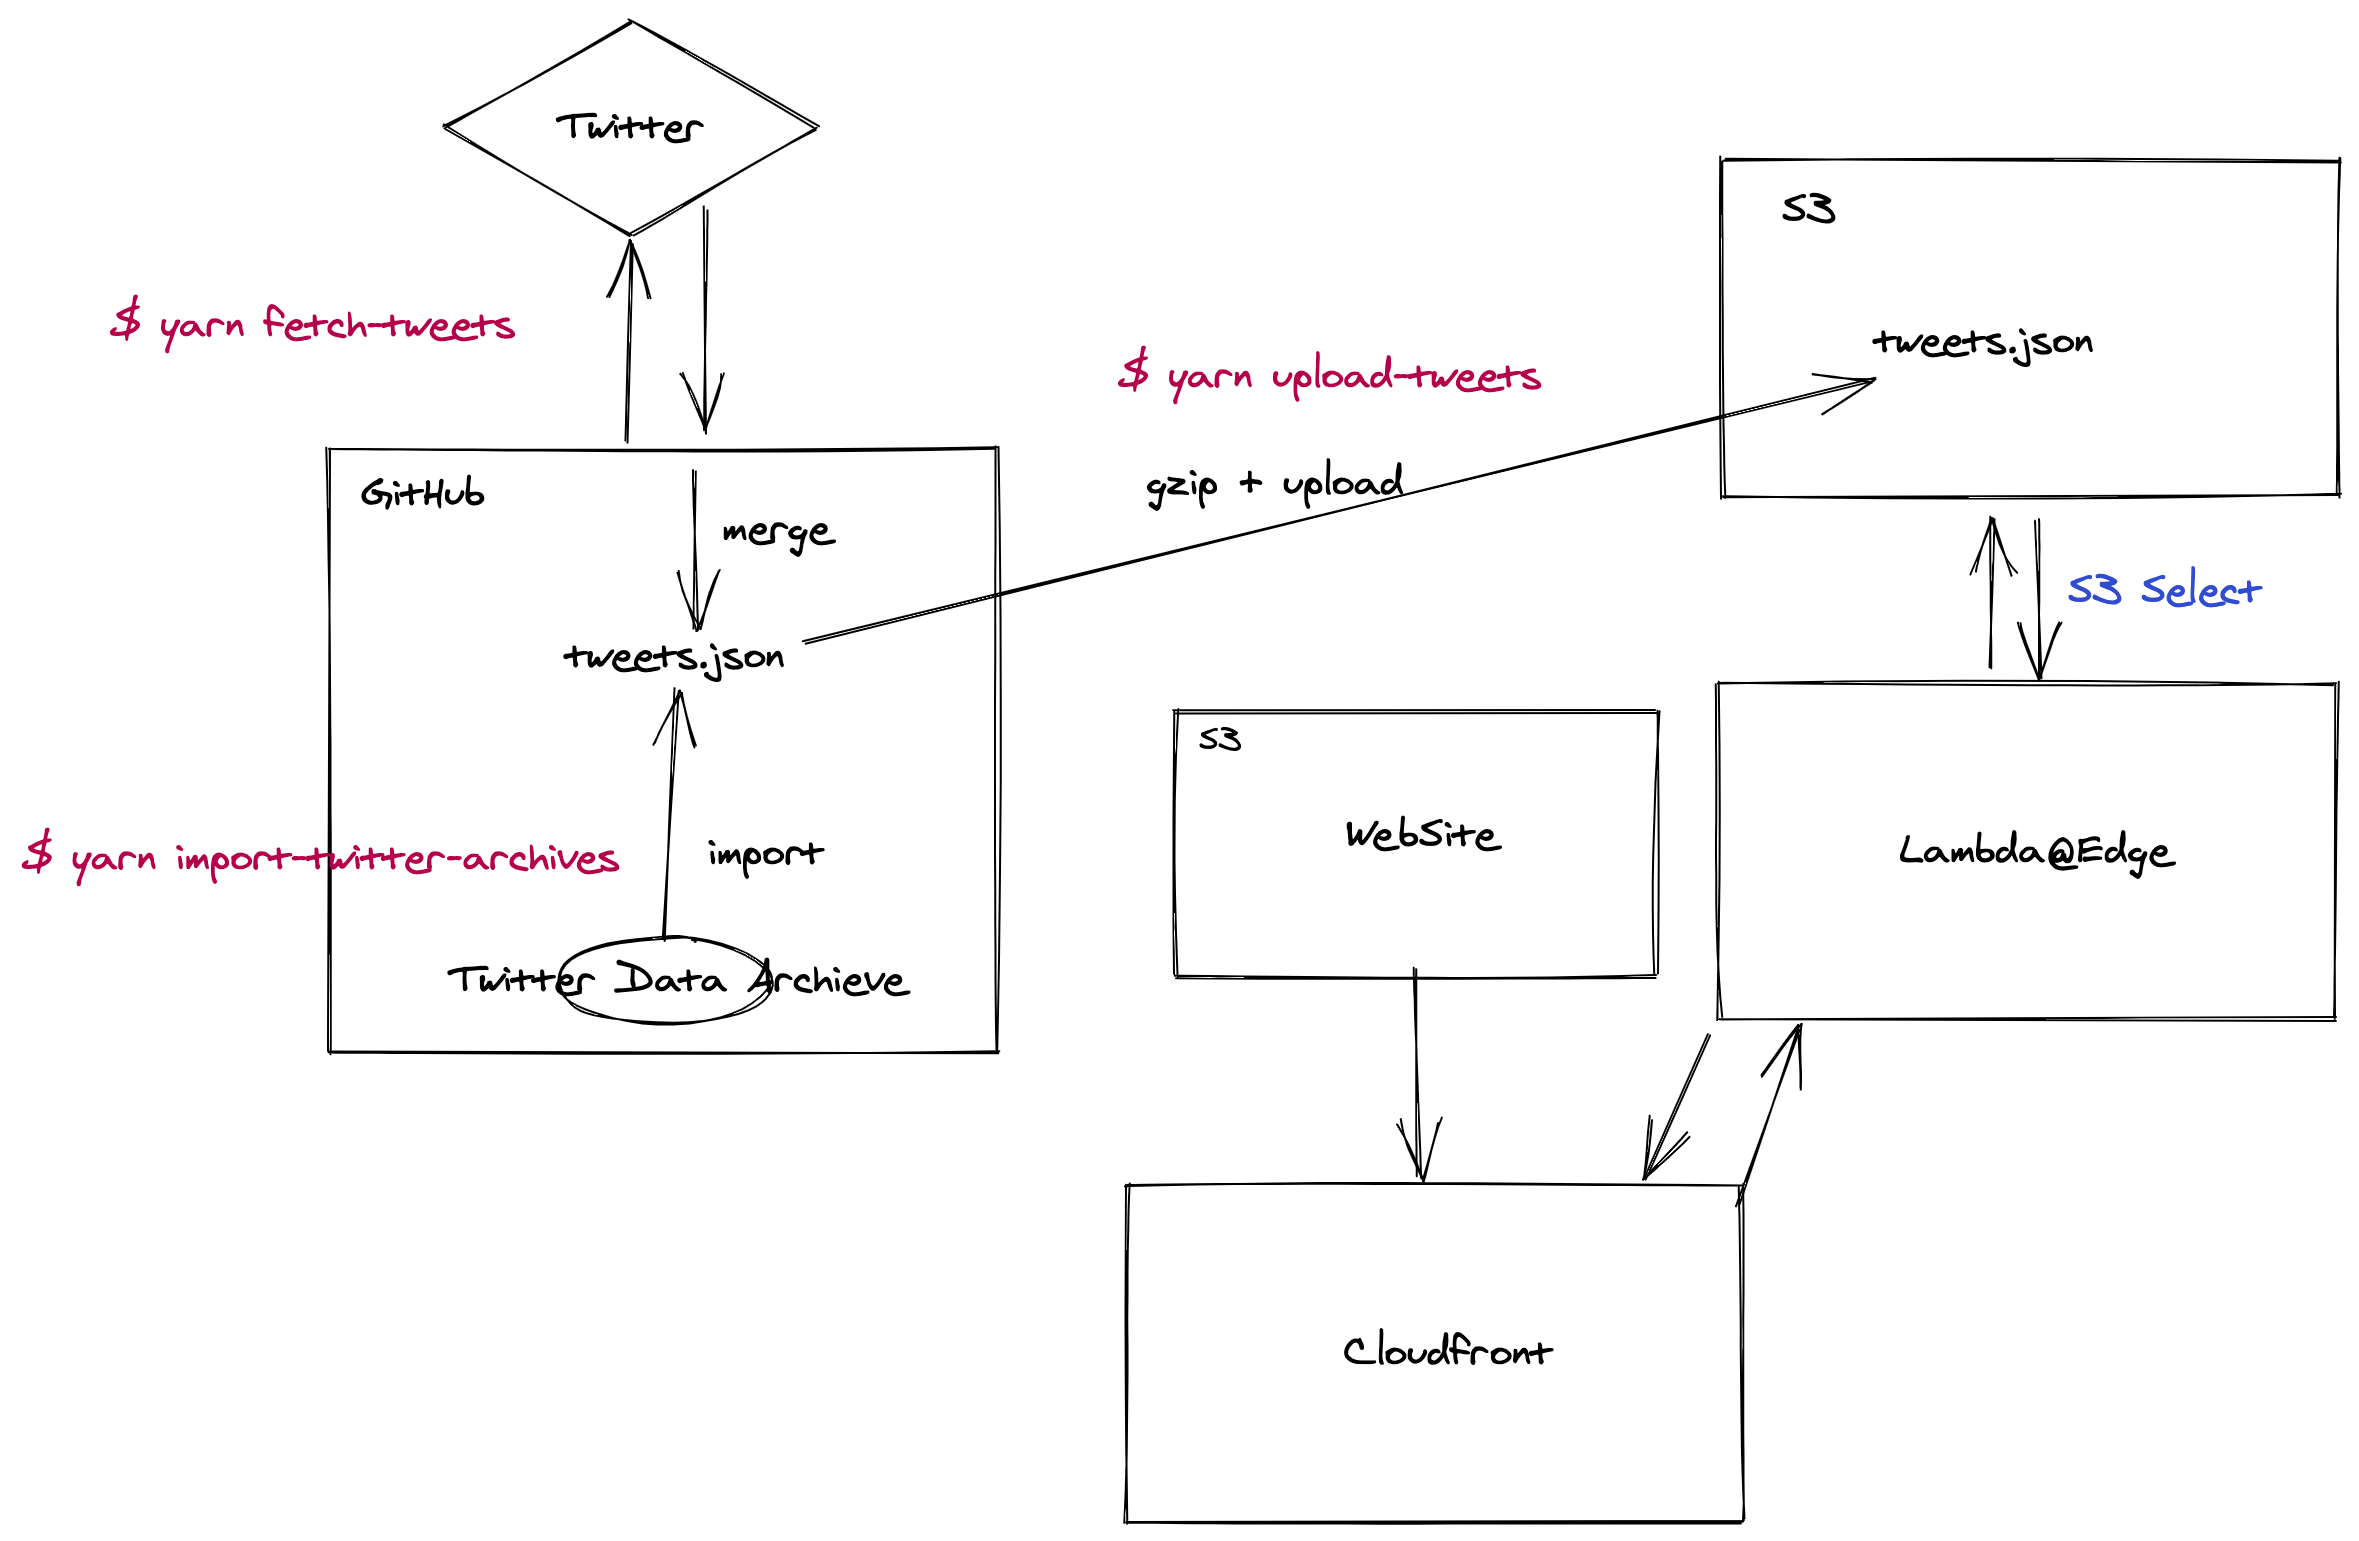 Twitter
$ yarn fetch-tweets
GitHub
merge
tweets.json
$ yarn import-twitter-archives
import
Twitter Data Archieve
$ yarn upload-tweets
gzip + upload
S3
tweets.json
S3 Select
S3
WebSite
Lambda@Edge
Cloudfront